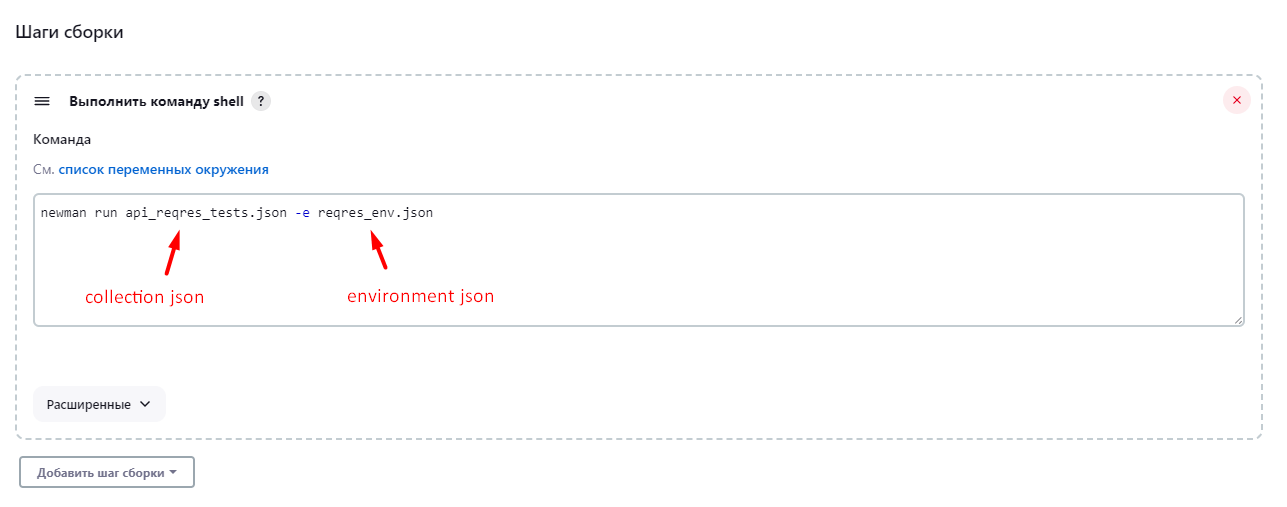 Шаги сборки
Выполнить команду shell ?
Команда
См. список переменных окружения
newman run api_reqres_tests.json -e reqres_env.json
collection json environment json
Расширенные
Добавить шаг сборки